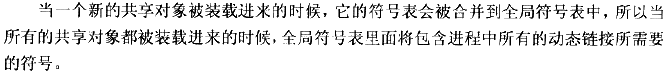 当一个新的共享对象被装载进来的时候，它的符号表会被合并到全局符号表中，所以当
所有的共享对象都被装载进来的时候，全局符号表里面将包含进程中所有的动态链接所需要
的符号。